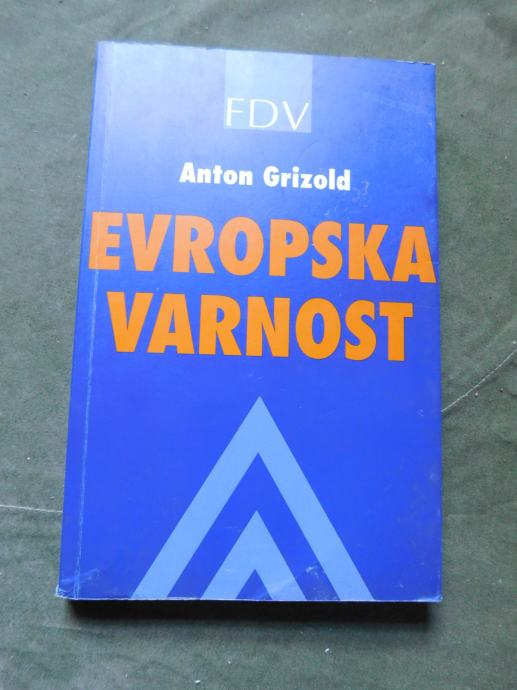 FDV
Anton Grizold
EVROPSKA
VARNOST